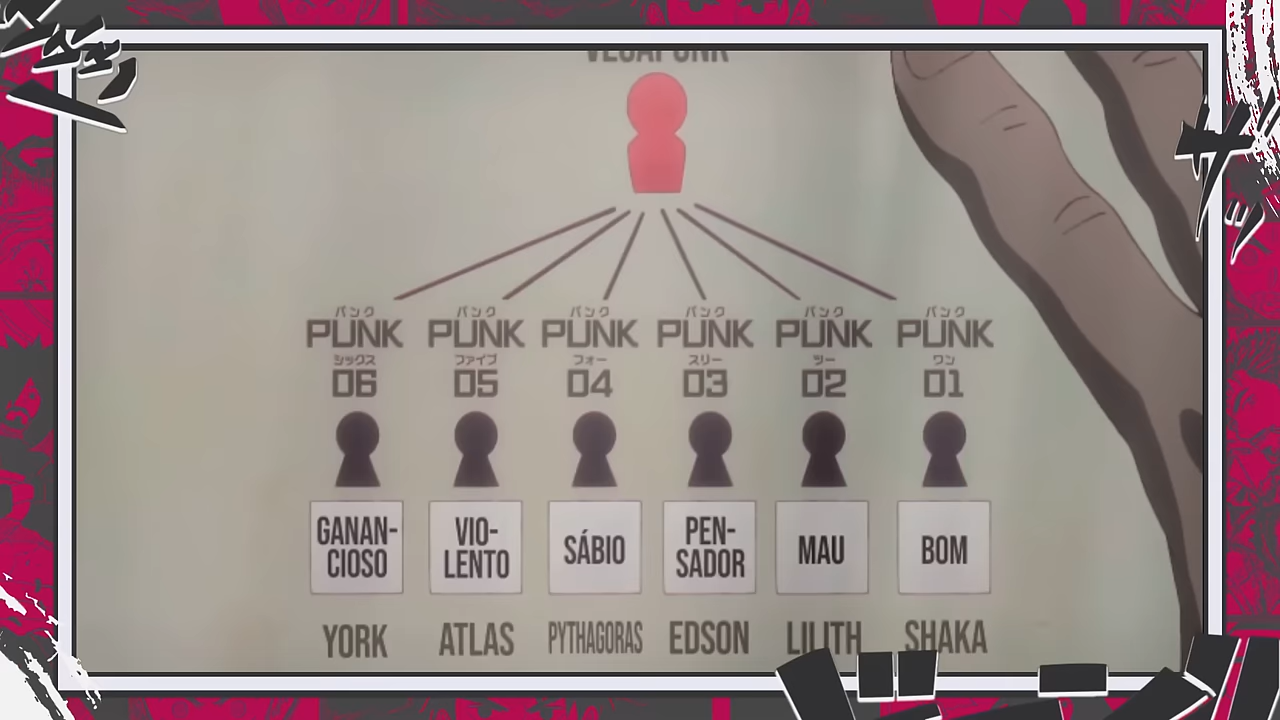 VEGAPUNK
パンク パンク パンク パンク パンク パンク
PUNK PUNK PUNK PUNK PUNK PUNK
シックス ファイブ フォー スリー ツー ワン
06 05 04 03 02 01
GANAN-
CIOSO
VIO-
LENTO
SÁBIO
PEN-
SADOR
MAU
BOM
YORK ATLAS PYTHAGORAS EDSON LILITH SHAKA